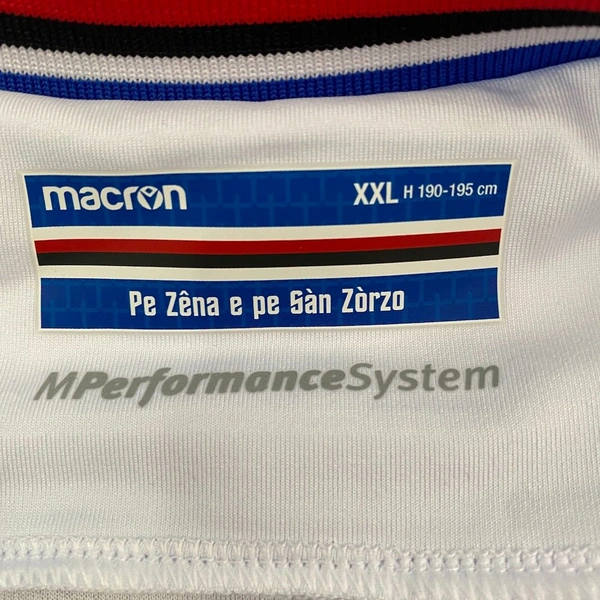 macron XXL H 190-195 cm
Pe Zêna e pe Sàn Zòrzo
MPerformanceSystem